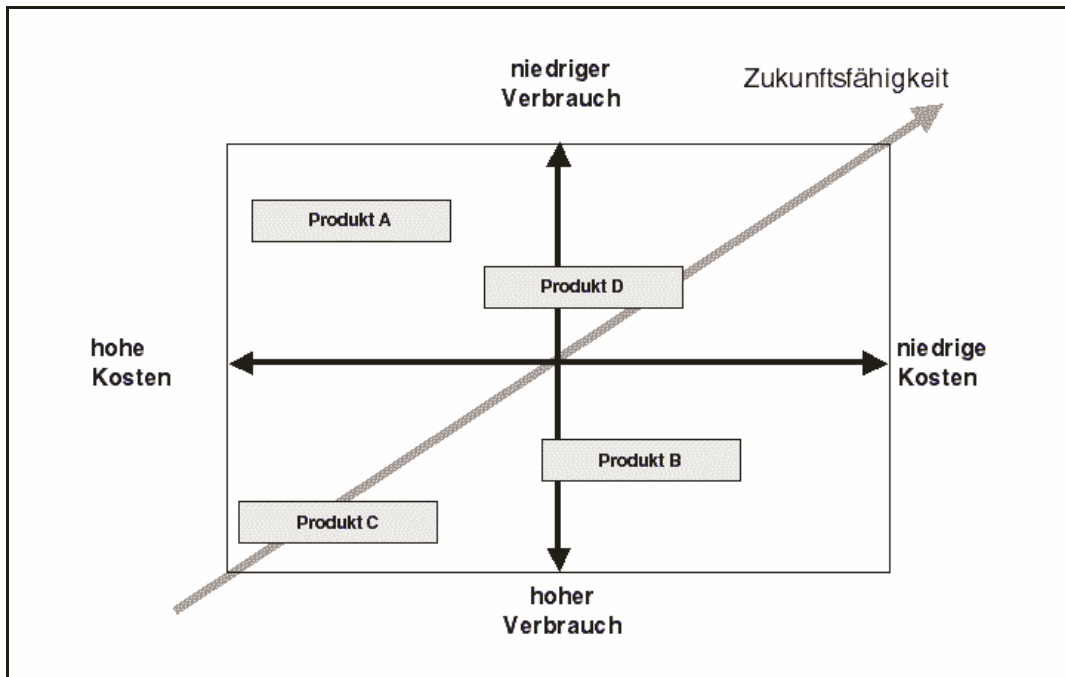 niedriger
Verbrauch
Zukunftsfähigkeit
Produkt A
Produkt D
hohe
Kosten
niedrige
Kosten
Produkt B
Produkt C
hoher
Verbrauch